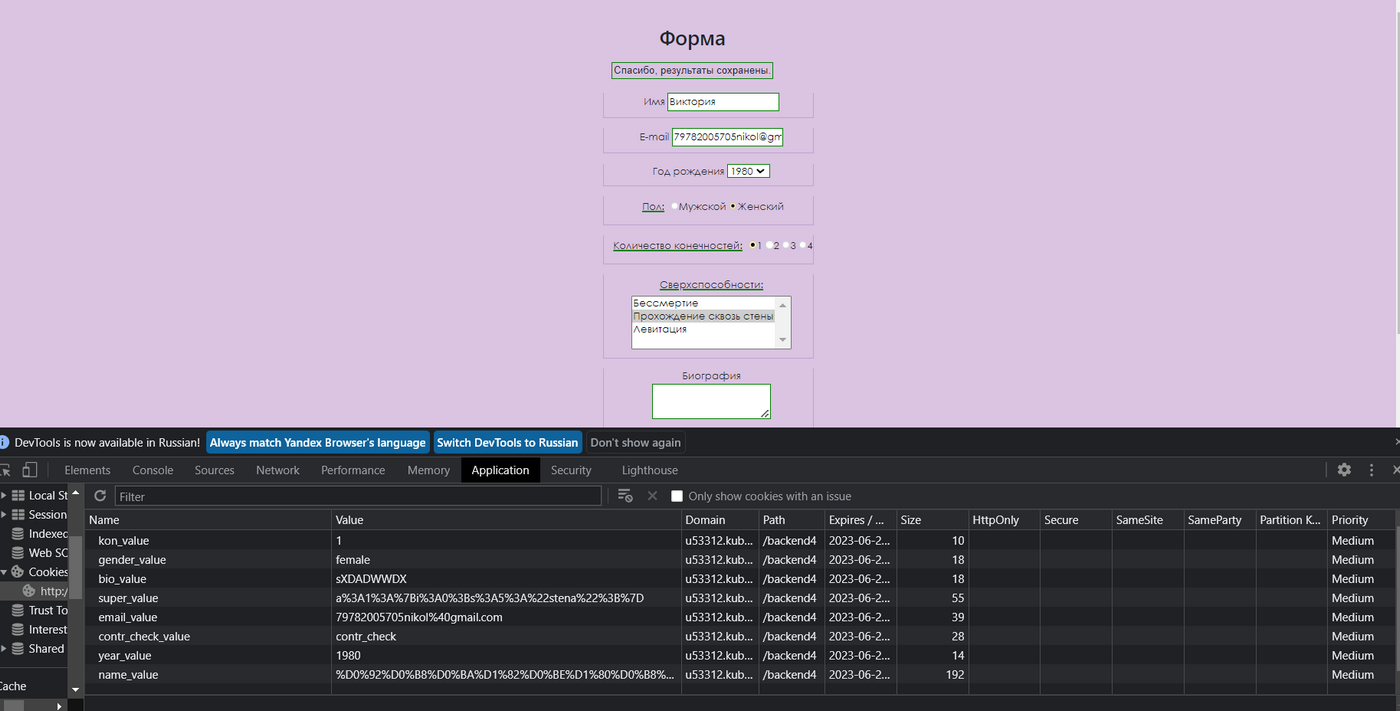 Форма
Спасибо, результаты сохранены.
Имя Виктория
E-mail 79782005705nikol@gm
Год рождения 1980
Пол: Мужской Женский
Количество конечностей: 1 2 3 4
Сверхспособности:
Бессмертие
Прохождение сквозь стены
Левитация
Биография
DevTools is now available in Russian! Always match Yandex Browser's language Switch DevTools to Russian Don't show again
Elements Console Sources Network Performance Memory Application Security Lighthouse
Local St
Session
Indexed
Web SC
Cookies
http:/
Trust To
Interest
Shared
Cache
Filter Only show cookies with an issue
Name Value Domain Path Expires / ... Size HttpOnly Secure SameSite SameParty Partition K... Priority
kon_value 1 u53312.kub... /backend4 2023-06-2... 10 Medium
gender_value female u53312.kub... /backend4 2023-06-2... 18 Medium
bio_value sXDADWWDX u53312.kub... /backend4 2023-06-2... 18 Medium
super_value a%3A1%3A%7Bi%3A0%3Bs%3A5%3A%22stena%22%3B%7D u53312.kub... /backend4 2023-06-2... 55 Medium
email_value 79782005705nikol%40gmail.com u53312.kub... /backend4 2023-06-2... 39 Medium
contr_check_value contr_check u53312.kub... /backend4 2023-06-2... 28 Medium
year_value 1980 u53312.kub... /backend4 2023-06-2... 14 Medium
name_value %D0%92%D0%B8%D0%BA%D1%82%D0%BE%D1%80%D0%B8%... u53312.kub... /backend4 2023-06-2... 192 Medium